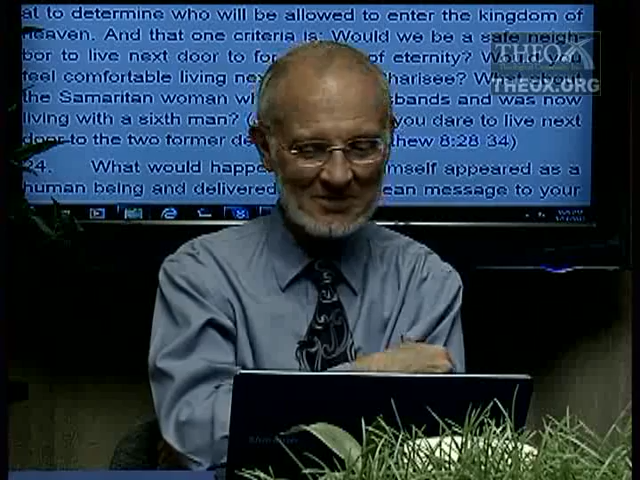 at to determine who will be allowed to enter the kingdom of
heaven. And that one criteria is: Would we be a safe neigh-
bor to live next door to for of eternity? Would you
feel comfortable living nex harisee? What about
the Samaritan woman wh sbands and was now
living with a sixth man? ( you dare to live next
door to the two former de thew 8:28 34)
24. What would happe mself appeared as a
human being and delivered ean message to your
THEOX
THEOX.ORG